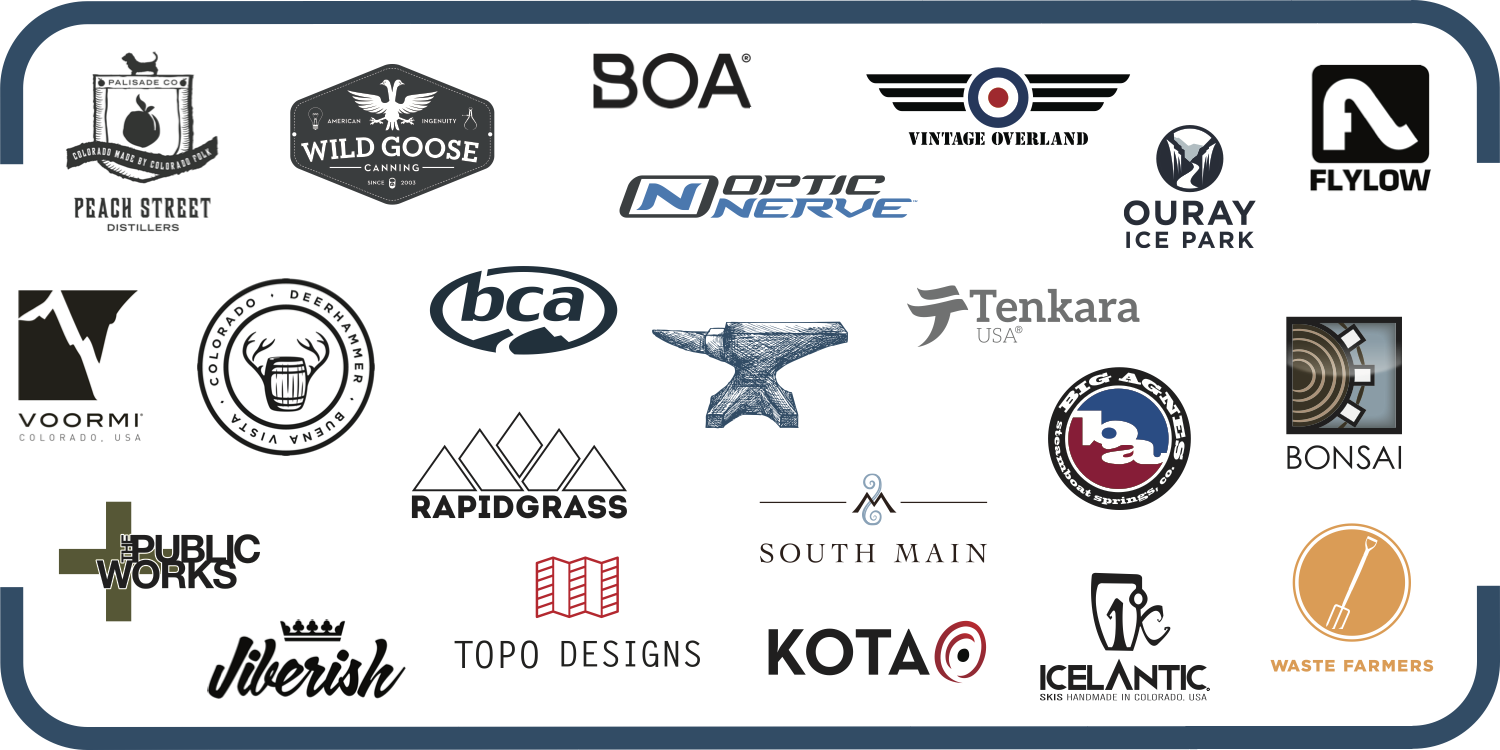 PALISADE CO
COLORADO MADE BY COLORADO FOLK
PEACH STREET
DISTILLERS
AMERICAN INGENUITY
WILD GOOSE
CANNING
SINCE 2003
BOA®
OPTIC
NERVE™
VINTAGE OVERLAND
OURAY
ICE PARK
FLYLOW
VOORMI
COLORADO, USA
COLORADO · DEERHAMMER · BUENA VISTA ·
bca
Tenkara
USA®
BIG AGNES
ba
steamboat springs, co.
BONSAI
RAPIDGRASS
THE PUBLIC
WORKS
SOUTH MAIN
Jiberish
TOPO DESIGNS
KOTA
ICELANTIC
SKIS HANDMADE IN COLORADO, USA
WASTE FARMERS